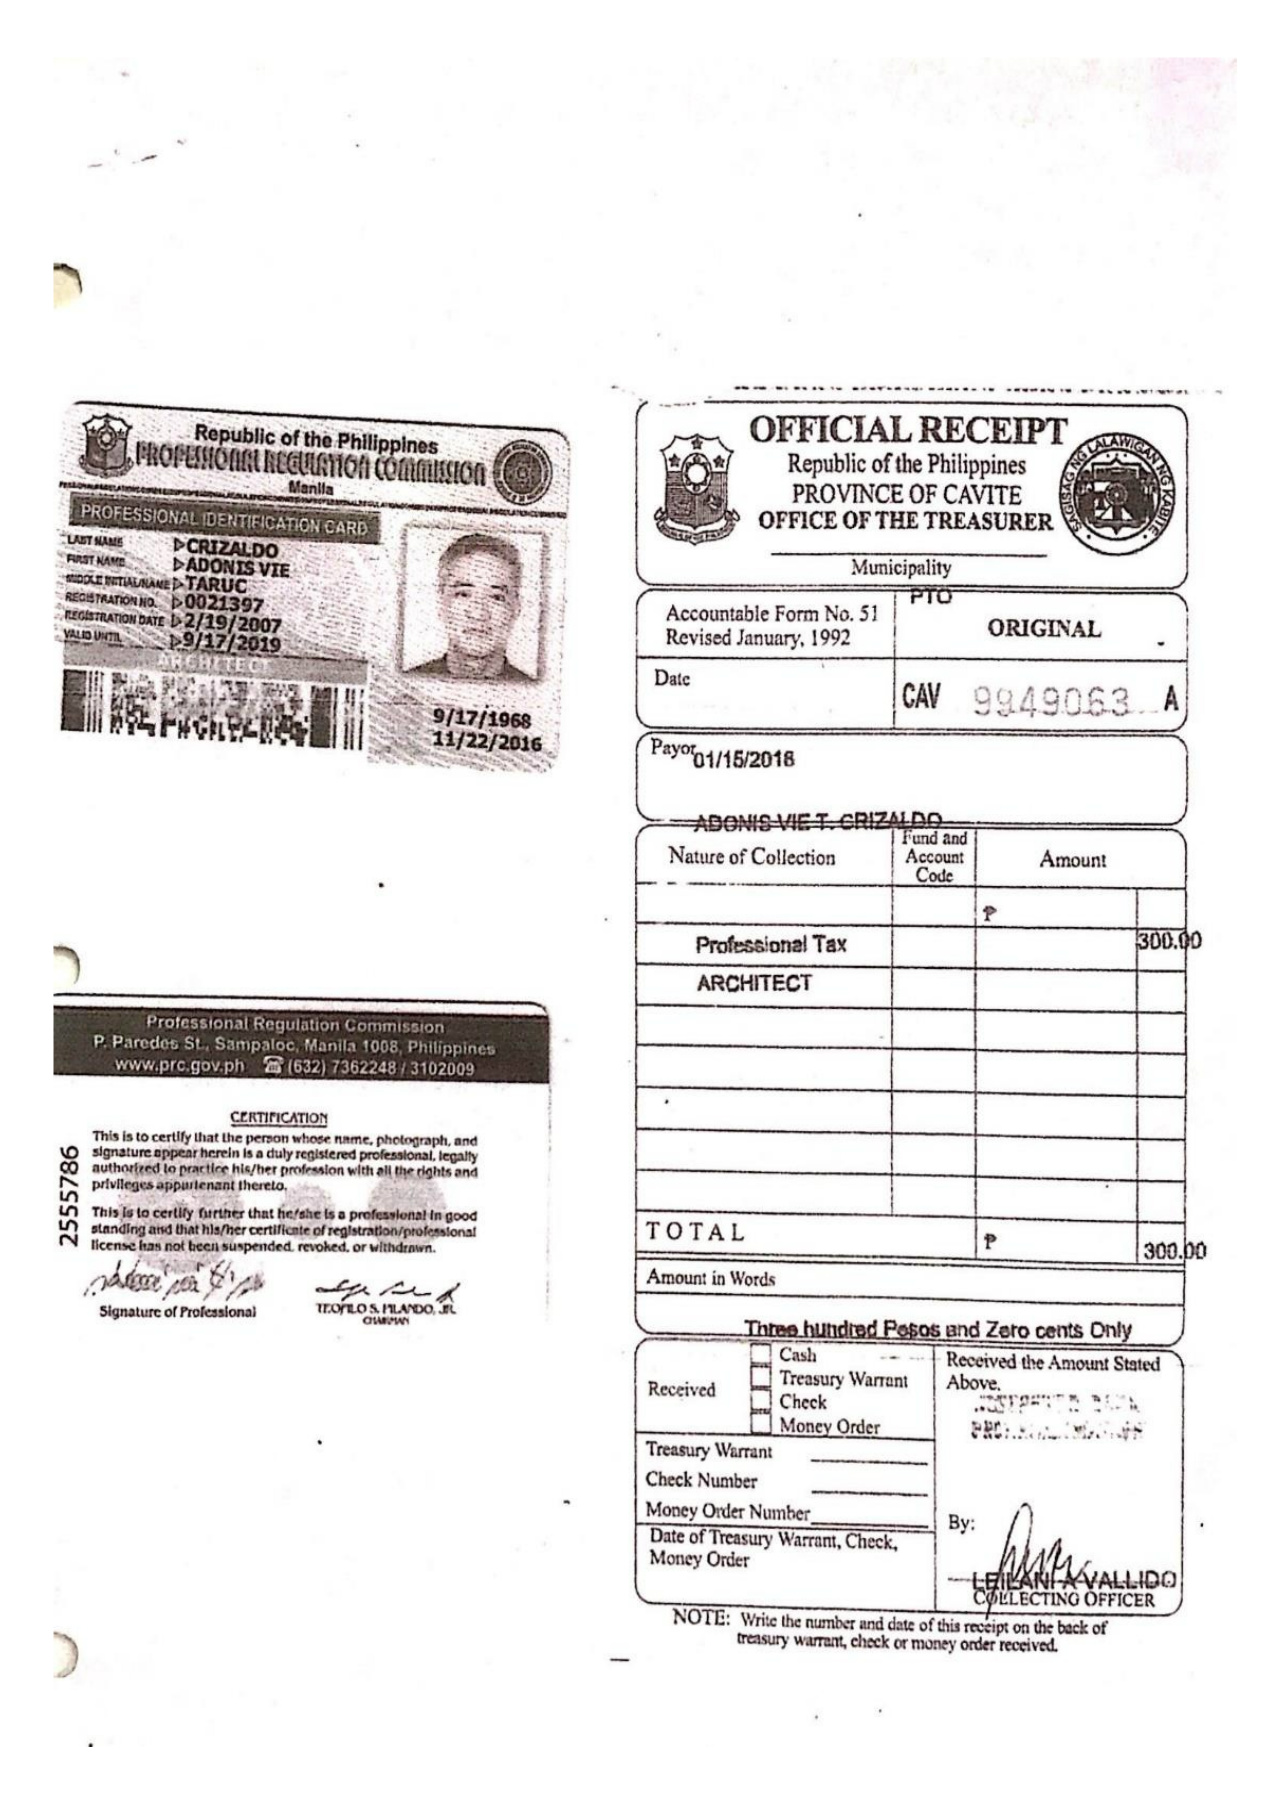 Republic of the Philippines
PROFESSIONAL REGULATION COMMISSION
Manila
PROFESSIONAL IDENTIFICATION CARD
LAST NAME CRIZALDO
FIRST NAME ADONIS VIE
MIDDLE INITIAL/NAME TARUC
REGISTRATION NO. 0021397
REGISTRATION DATE 2/19/2007
VALID UNTIL 9/17/2019
ARCHITECT
9/17/1968
11/22/2016
Professional Regulation Commission
P. Paredes St., Sampaloc, Manila 1008, Philippines
www.prc.gov.ph ☎ (632) 7362248 / 3102009
CERTIFICATION
This is to certify that the person whose name, photograph, and
signature appear herein is a duly registered professional, legally
authorized to practice his/her profession with all the rights and
privileges appurtenant thereto.
This is to certify further that he/she is a professional in good
standing and that his/her certificate of registration/professional
license has not been suspended, revoked, or withdrawn.
2555786
Signature of Professional
TEOFILO S. PILANDO, JR.
CHAIRMAN
OFFICIAL RECEIPT
Republic of the Philippines
PROVINCE OF CAVITE
OFFICE OF THE TREASURER
SAGISAG NG LALAWIGAN NG KABITE
Municipality
PTO
Accountable Form No. 51
Revised January, 1992
ORIGINAL
Date
CAV 9949063 A
Payor
01/15/2018
ADONIS VIE T. CRIZALDO
Nature of Collection
Fund and
Account
Code
Amount
₱
Professional Tax 300.00
ARCHITECT
TOTAL ₱ 300.00
Amount in Words
Three hundred Pesos and Zero cents Only
Received
Cash
Treasury Warrant
Check
Money Order
Treasury Warrant
Check Number
Money Order Number
Date of Treasury Warrant, Check,
Money Order
Received the Amount Stated
Above.
By:
LEILANI A VALLIDO
COLLECTING OFFICER
NOTE: Write the number and date of this receipt on the back of
treasury warrant, check or money order received.